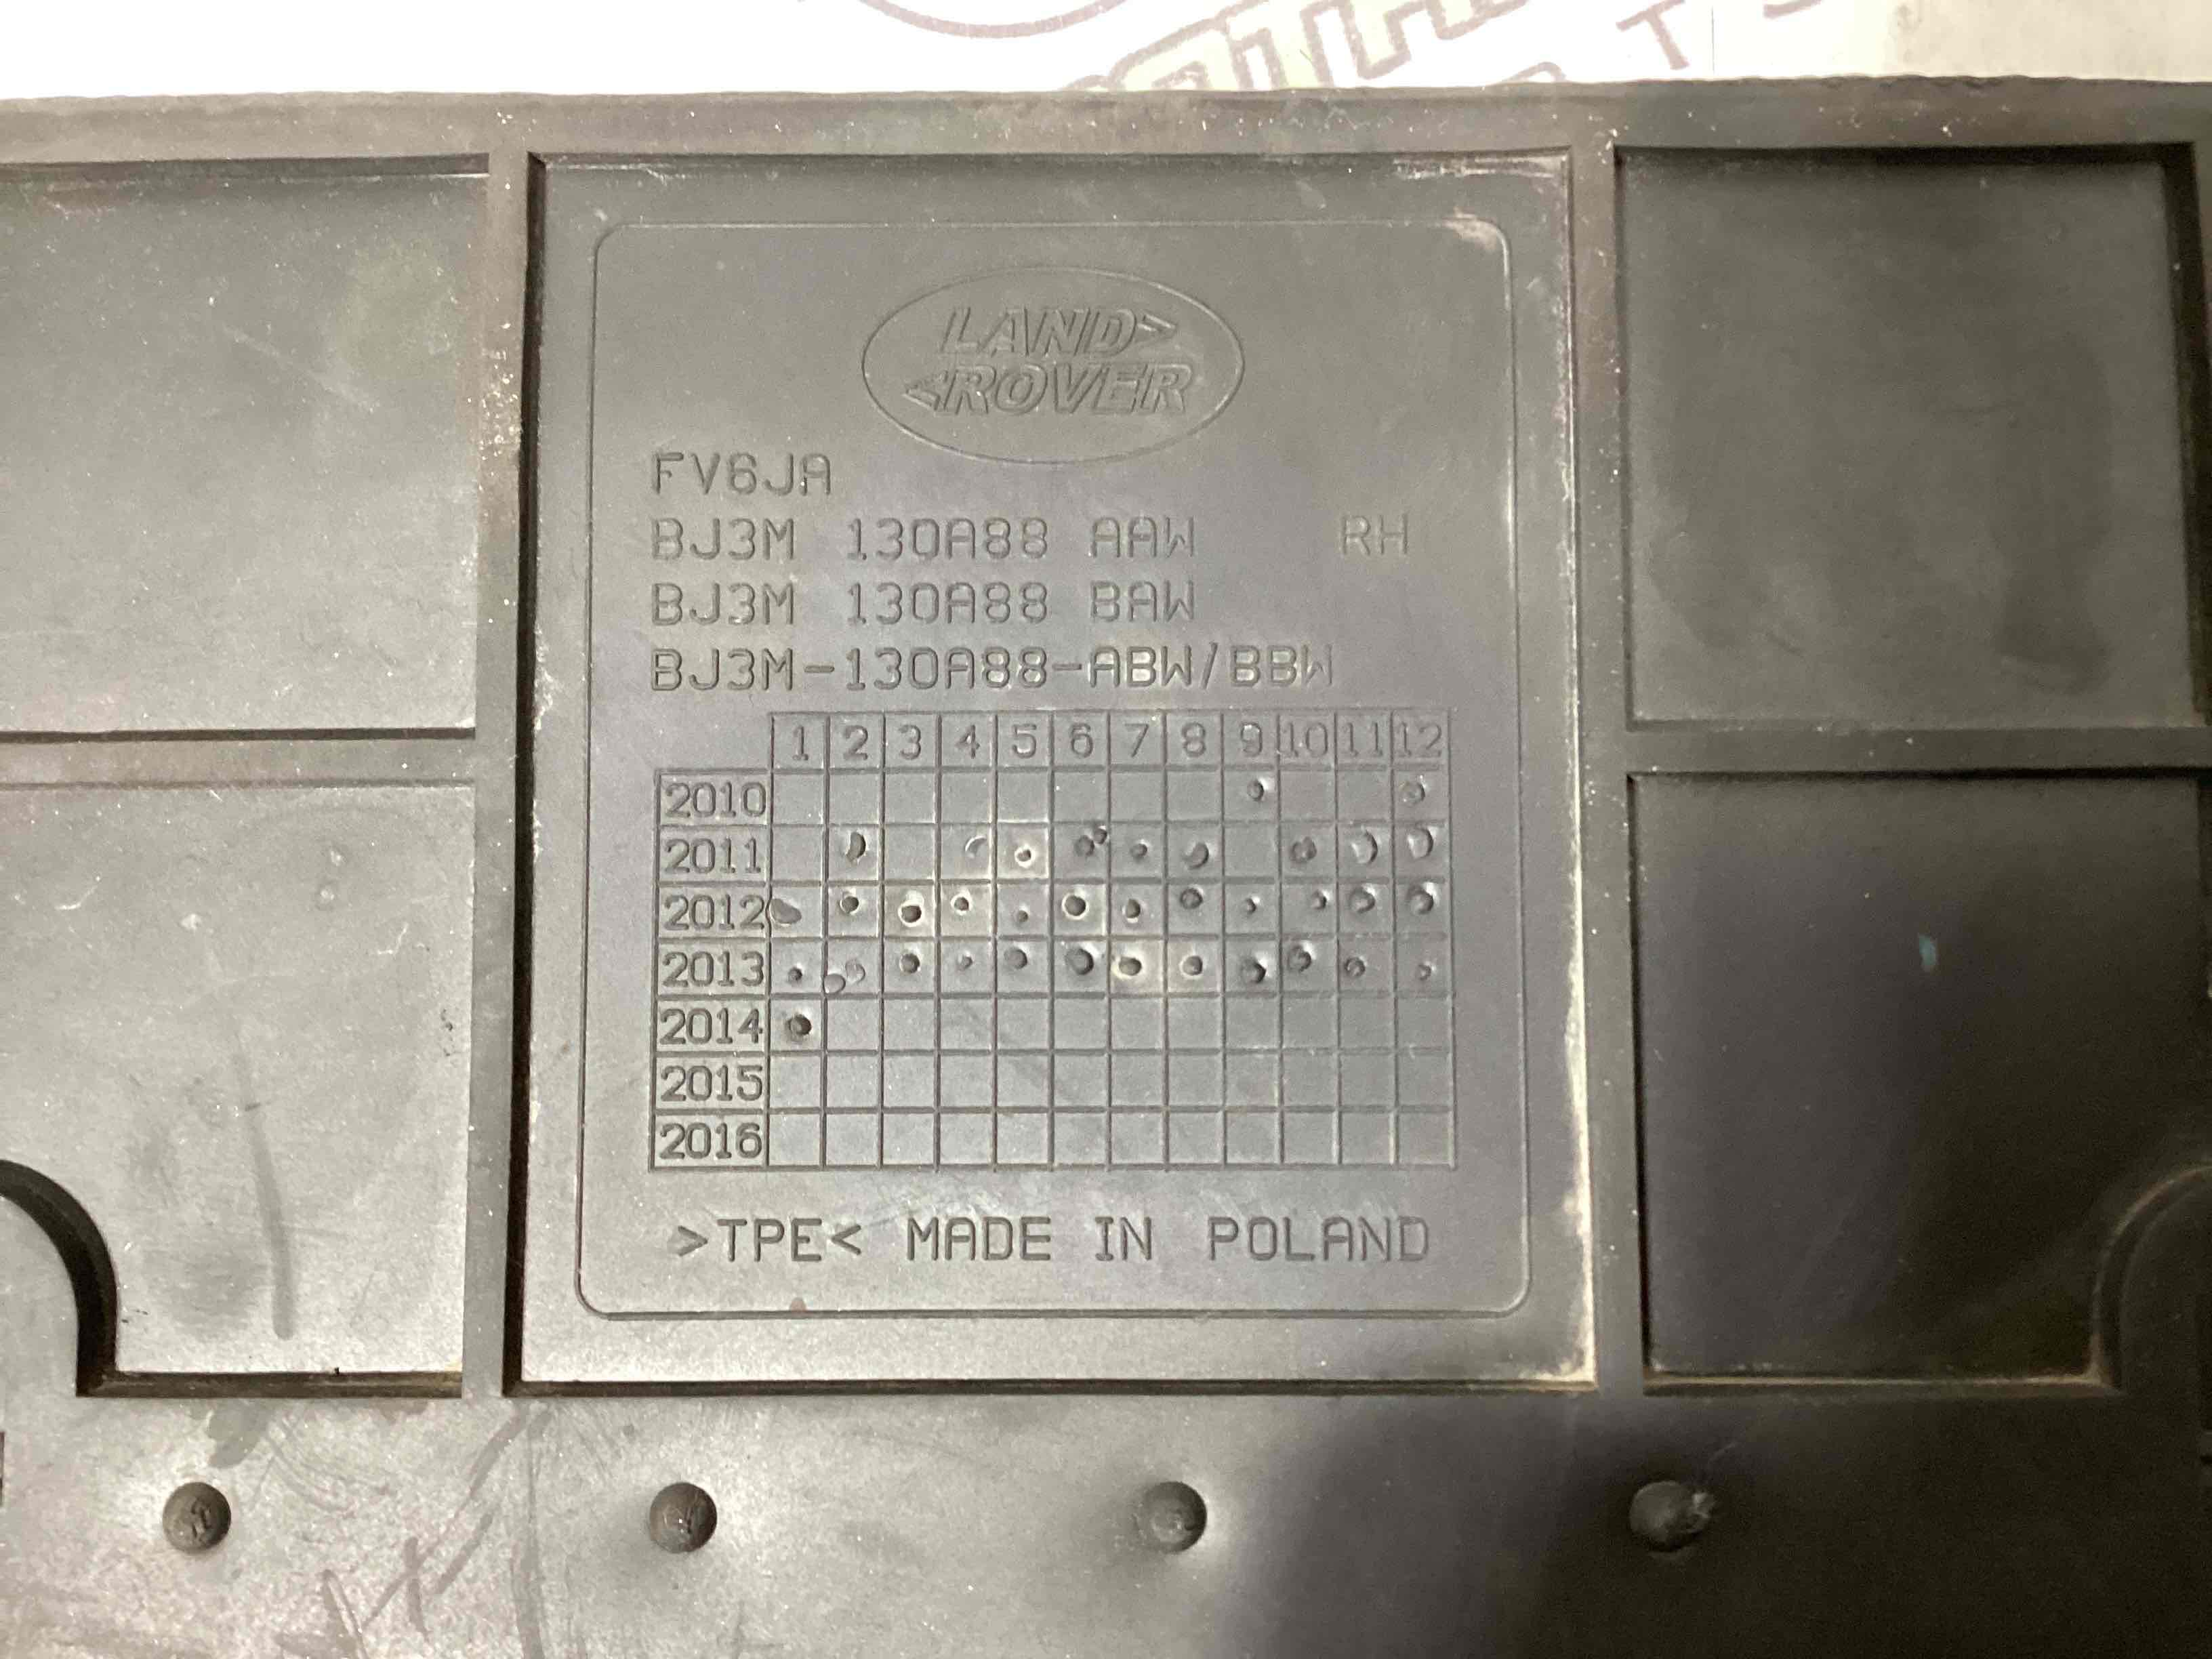 LAND>
<ROVER
FV6JA
BJ3M 130A88 AAW RH
BJ3M 130A88 BAW
BJ3M-130A88-ABW/BBW
1 2 3 4 5 6 7 8 9 10 11 12
2010
2011
2012
2013
2014
2015
2016
>TPE< MADE IN POLAND